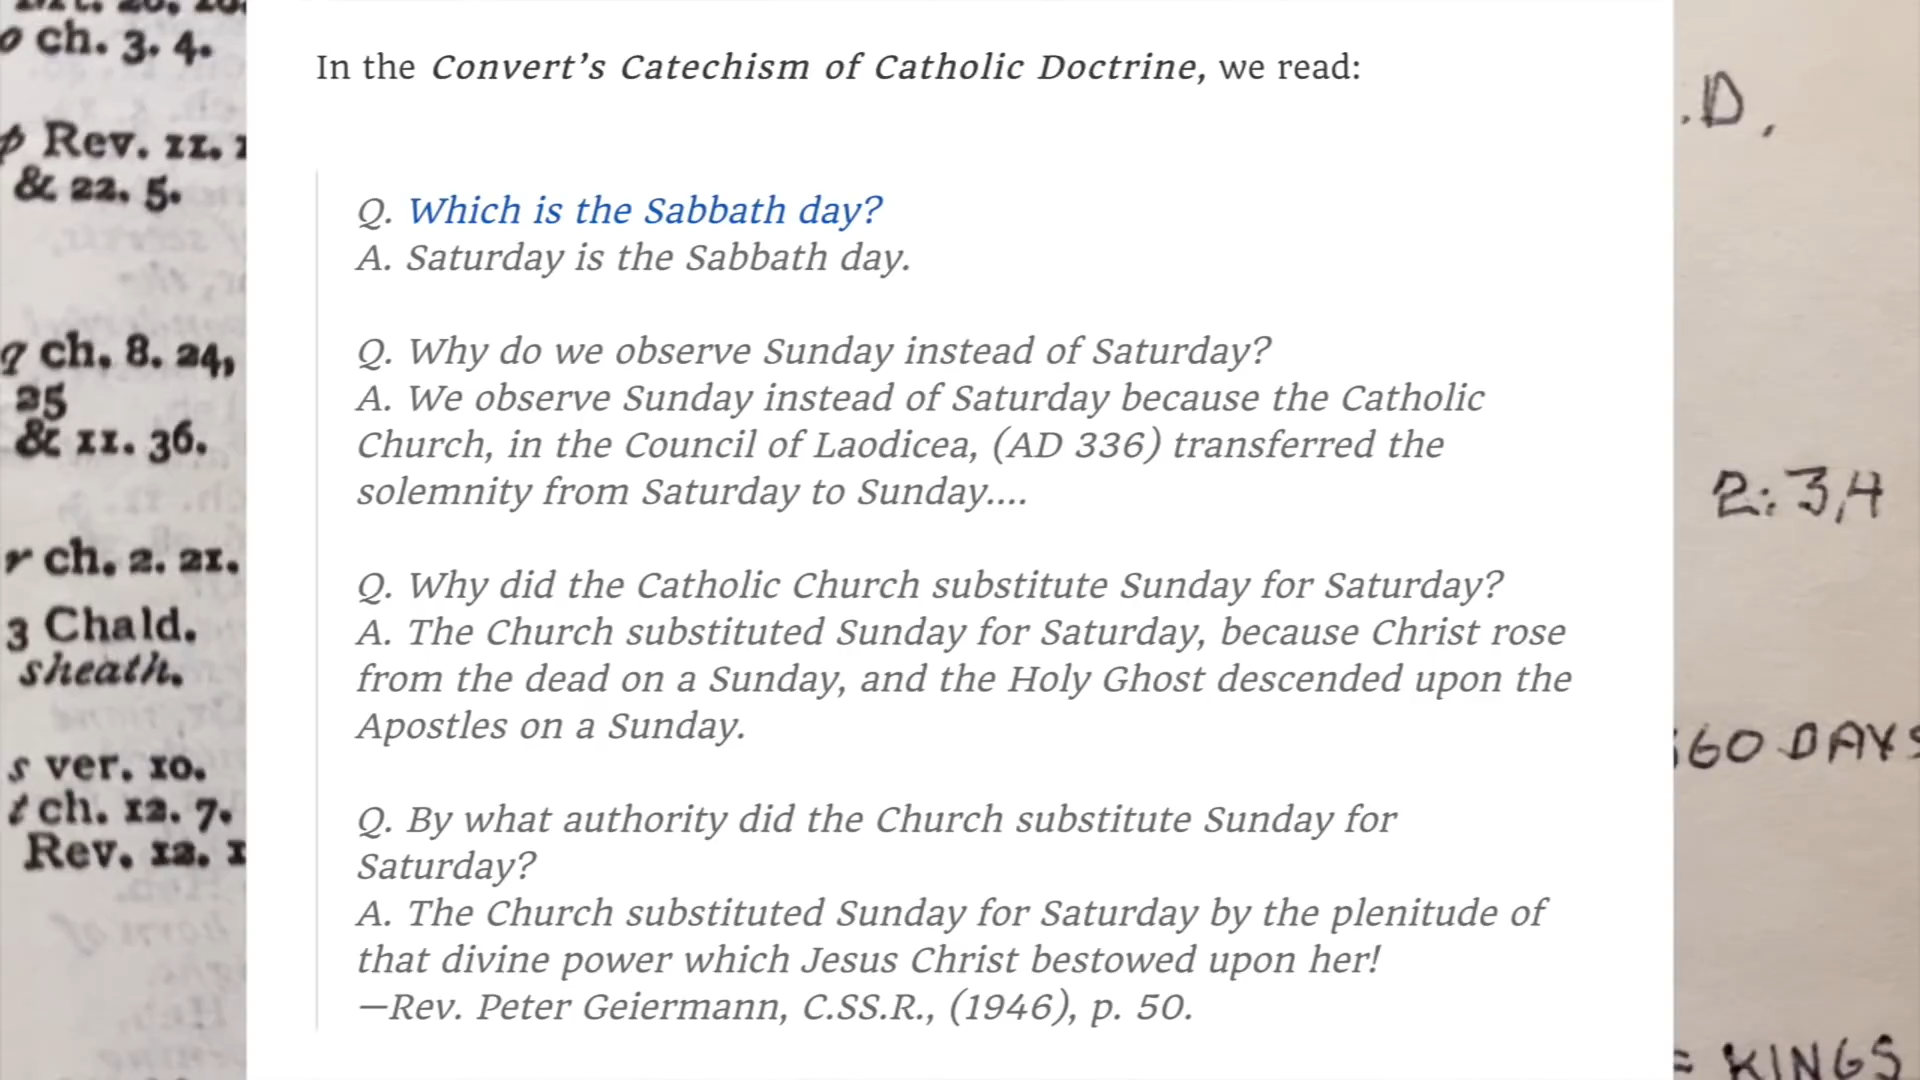 o ch. 3. 4.
p Rev. 11.
& 22. 5.
q ch. 8. 24,
25
& 11. 36.
r ch. 2. 21.
3 Chald.
sheath.
s ver. 10.
t ch. 12. 7.
Rev. 12.
In the Convert's Catechism of Catholic Doctrine, we read:
Q. Which is the Sabbath day?
A. Saturday is the Sabbath day.
Q. Why do we observe Sunday instead of Saturday?
A. We observe Sunday instead of Saturday because the Catholic
Church, in the Council of Laodicea, (AD 336) transferred the
solemnity from Saturday to Sunday....
Q. Why did the Catholic Church substitute Sunday for Saturday?
A. The Church substituted Sunday for Saturday, because Christ rose
from the dead on a Sunday, and the Holy Ghost descended upon the
Apostles on a Sunday.
Q. By what authority did the Church substitute Sunday for
Saturday?
A. The Church substituted Sunday for Saturday by the plenitude of
that divine power which Jesus Christ bestowed upon her!
—Rev. Peter Geiermann, C.SS.R., (1946), p. 50.
.D,
2:3,4
60 DAYS
= KINGS